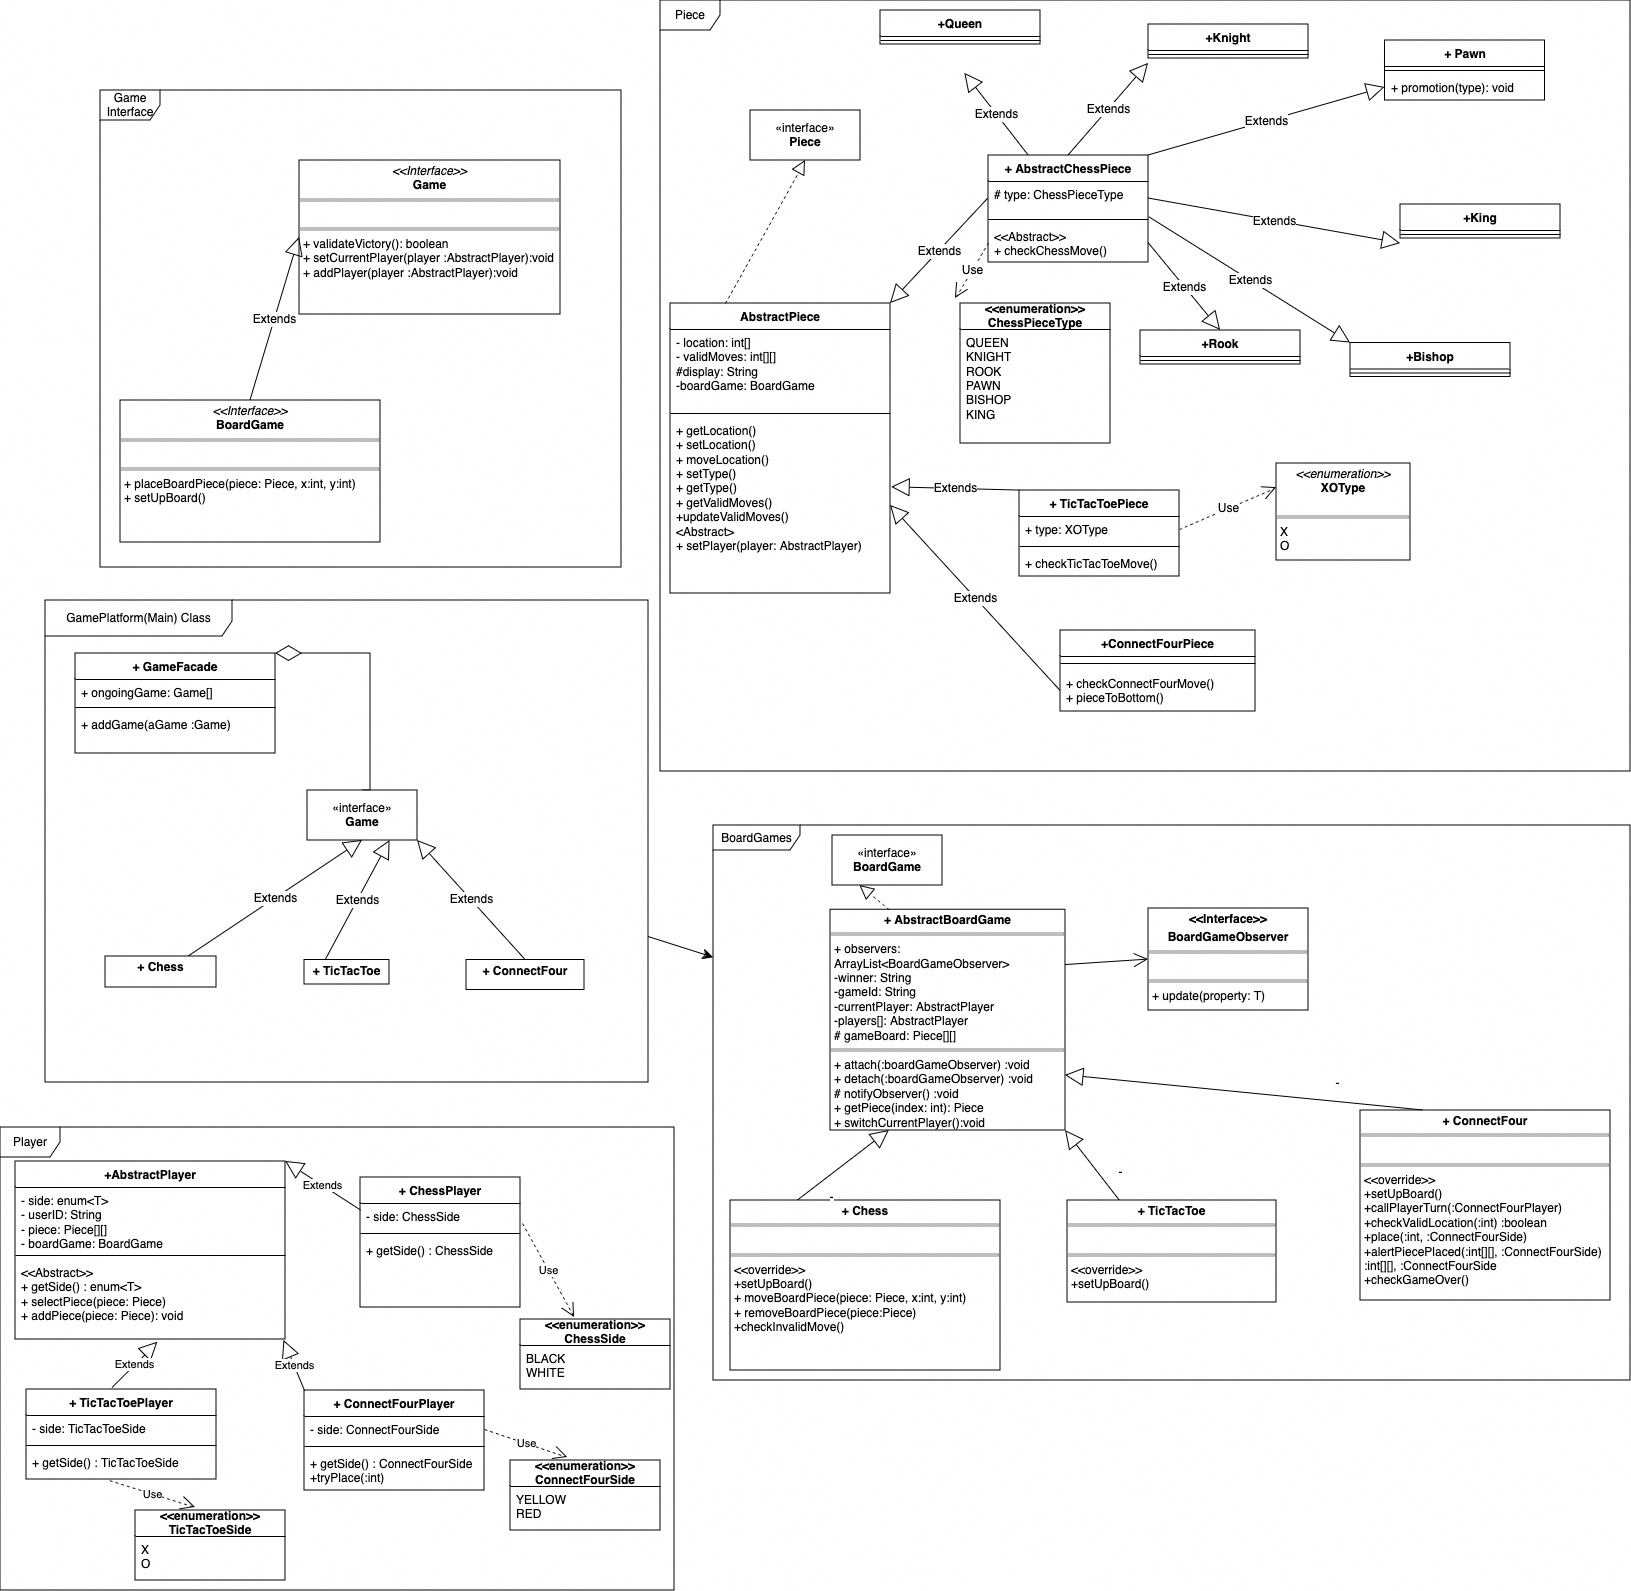 Game
Interface
<<Interface>>
Game
+ validateVictory(): boolean
+ setCurrentPlayer(player :AbstractPlayer):void
+ addPlayer(player :AbstractPlayer):void
Extends
<<Interface>>
BoardGame
+ placeBoardPiece(piece: Piece, x:int, y:int)
+ setUpBoard()
Piece
+Queen
+Knight
+ Pawn
+ promotion(type): void
Extends
Extends
Extends
«interface»
Piece
+ AbstractChessPiece
# type: ChessPieceType
<<Abstract>>
+ checkChessMove()
Extends
+King
Extends
Use
Extends
Extends
+Rook
+Bishop
AbstractPiece
- location: int[]
- validMoves: int[][]
#display: String
-boardGame: BoardGame
+ getLocation()
+ setLocation()
+ moveLocation()
+ setType()
+ getType()
+ getValidMoves()
+updateValidMoves()
<Abstract>
+ setPlayer(player: AbstractPlayer)
<<enumeration>>
ChessPieceType
QUEEN
KNIGHT
ROOK
PAWN
BISHOP
KING
Extends
+ TicTacToePiece
+ type: XOType
+ checkTicTacToeMove()
Use
<<enumeration>>
XOType
X
O
Extends
+ConnectFourPiece
+ checkConnectFourMove()
+ pieceToBottom()
GamePlatform(Main) Class
+ GameFacade
+ ongoingGame: Game[]
+ addGame(aGame :Game)
«interface»
Game
Extends
Extends
Extends
+ Chess
+ TicTacToe
+ ConnectFour
BoardGames
«interface»
BoardGame
+ AbstractBoardGame
+ observers:
ArrayList<BoardGameObserver>
-winner: String
-gameId: String
-currentPlayer: AbstractPlayer
-players[]: AbstractPlayer
# gameBoard: Piece[][]
+ attach(:boardGameObserver) :void
+ detach(:boardGameObserver) :void
# notifyObserver() :void
+ getPiece(index: int): Piece
+ switchCurrentPlayer():void
<<Interface>>
BoardGameObserver
+ update(property: T)
-
-
-
+ Chess
<<override>>
+setUpBoard()
+ moveBoardPiece(piece: Piece, x:int, y:int)
+ removeBoardPiece(piece:Piece)
+checkInvalidMove()
+ TicTacToe
<<override>>
+setUpBoard()
+ ConnectFour
<<override>>
+setUpBoard()
+callPlayerTurn(:ConnectFourPlayer)
+checkValidLocation(:int) :boolean
+place(:int, :ConnectFourSide)
+alertPiecePlaced(:int[][], :ConnectFourSide)
:int[][], :ConnectFourSide
+checkGameOver()
Player
+AbstractPlayer
- side: enum<T>
- userID: String
- piece: Piece[][]
- boardGame: BoardGame
<<Abstract>>
+ getSide() : enum<T>
+ selectPiece(piece: Piece)
+ addPiece(piece: Piece): void
Extends
+ ChessPlayer
- side: ChessSide
+ getSide() : ChessSide
Use
<<enumeration>>
ChessSide
BLACK
WHITE
Extends
Extends
+ TicTacToePlayer
- side: TicTacToeSide
+ getSide() : TicTacToeSide
Use
<<enumeration>>
TicTacToeSide
X
O
+ ConnectFourPlayer
- side: ConnectFourSide
+ getSide() : ConnectFourSide
+tryPlace(:int)
Use
<<enumeration>>
ConnectFourSide
YELLOW
RED